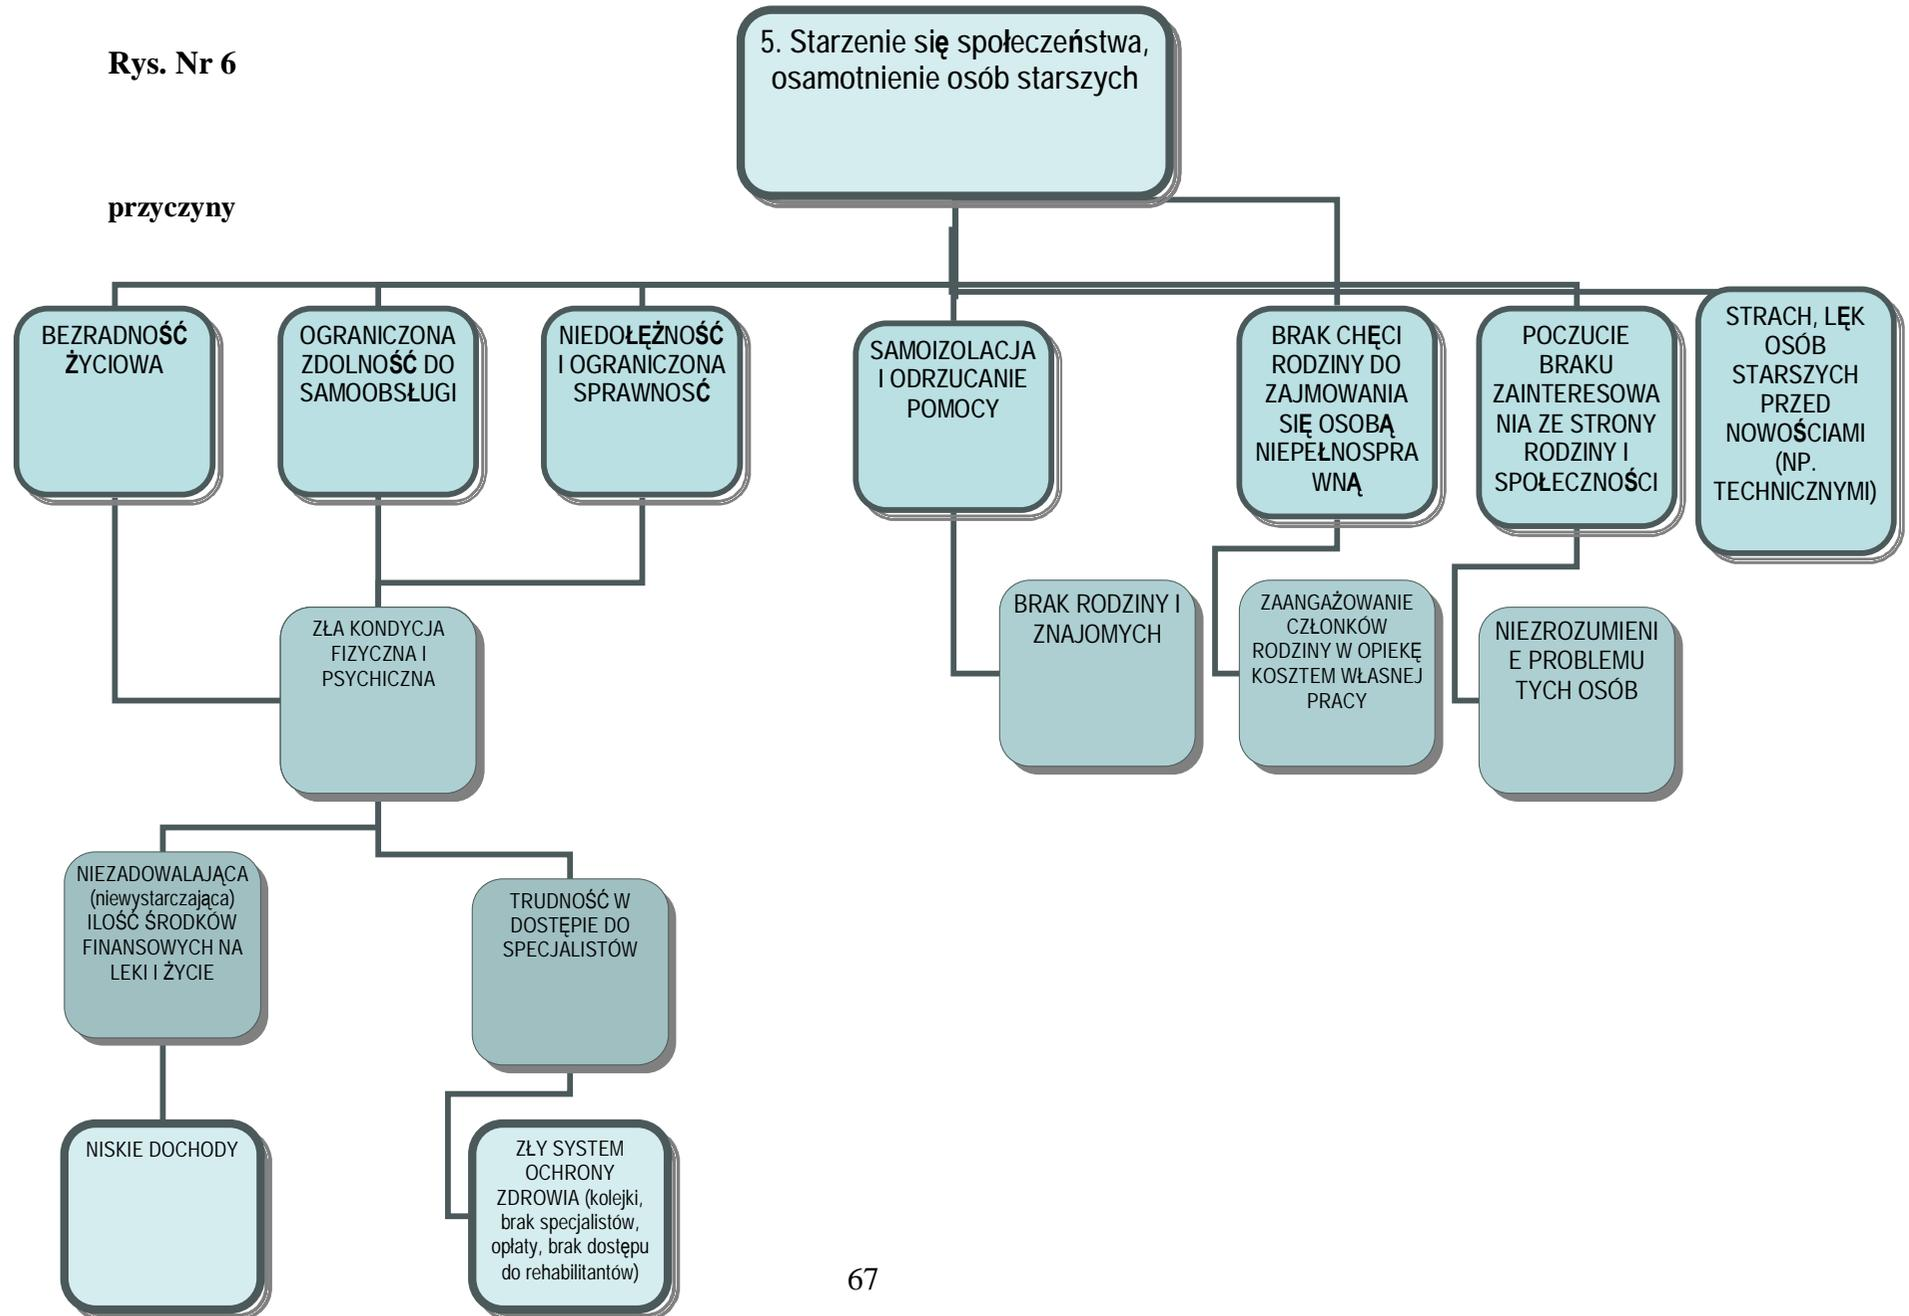 Rys. Nr 6
5. Starzenie się społeczeństwa,
osamotnienie osób starszych
przyczyny
BEZRADNOŚĆ
ŻYCIOWA
OGRANICZONA
ZDOLNOŚĆ DO
SAMOOBSŁUGI
NIEDOŁĘŻNOŚĆ
I OGRANICZONA
SPRAWNOSĆ
SAMOIZOLACJA
I ODRZUCANIE
POMOCY
BRAK CHĘCI
RODZINY DO
ZAJMOWANIA
SIĘ OSOBĄ
NIEPEŁNOSPRA
WNĄ
POCZUCIE
BRAKU
ZAINTERESOWA
NIA ZE STRONY
RODZINY I
SPOŁECZNOŚCI
STRACH, LĘK
OSÓB
STARSZYCH
PRZED
NOWOŚCIAMI
(NP.
TECHNICZNYMI)
ZŁA KONDYCJA
FIZYCZNA I
PSYCHICZNA
BRAK RODZINY I
ZNAJOMYCH
ZAANGAŻOWANIE
CZŁONKÓW
RODZINY W OPIEKĘ
KOSZTEM WŁASNEJ
PRACY
NIEZROZUMIENI
E PROBLEMU
TYCH OSÓB
NIEZADOWALAJĄCA
(niewystarczająca)
ILOŚĆ ŚRODKÓW
FINANSOWYCH NA
LEKI I ŻYCIE
TRUDNOŚĆ W
DOSTĘPIE DO
SPECJALISTÓW
NISKIE DOCHODY
ZŁY SYSTEM
OCHRONY
ZDROWIA (kolejki,
brak specjalistów,
opłaty, brak dostępu
do rehabilitantów)
67